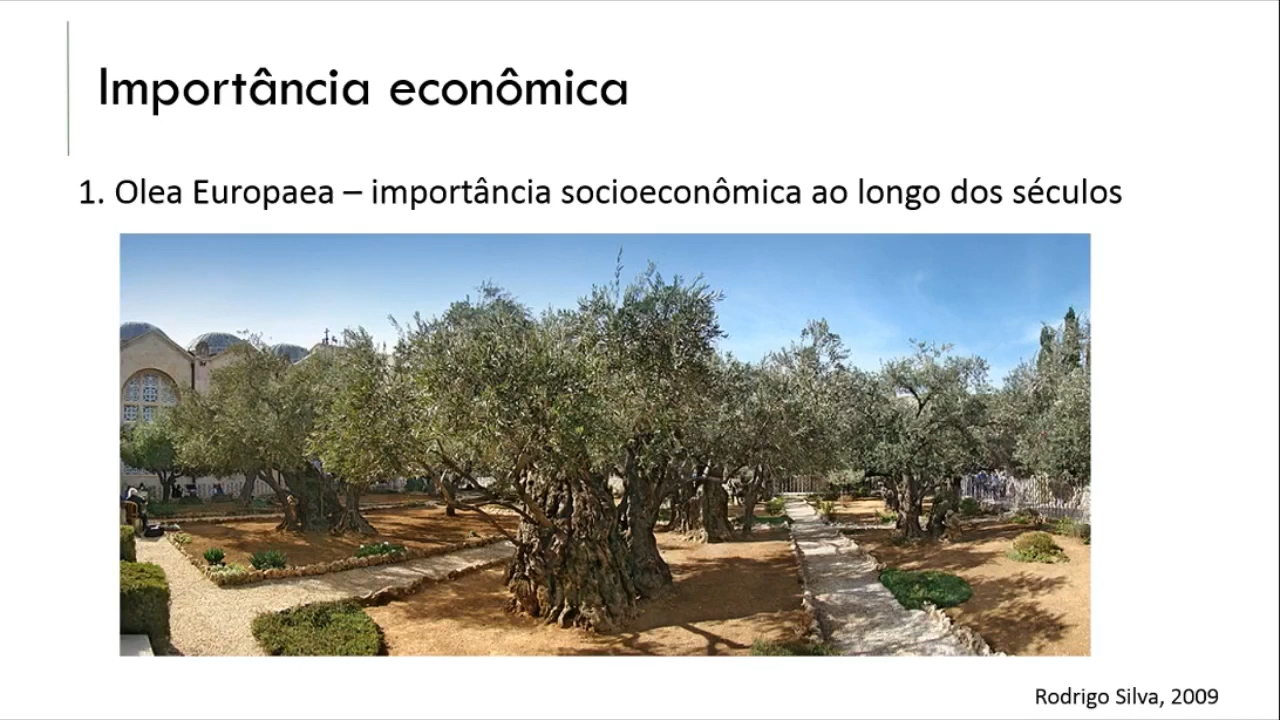 Importância econômica
1. Olea Europaea – importância socioeconômica ao longo dos séculos
Rodrigo Silva, 2009